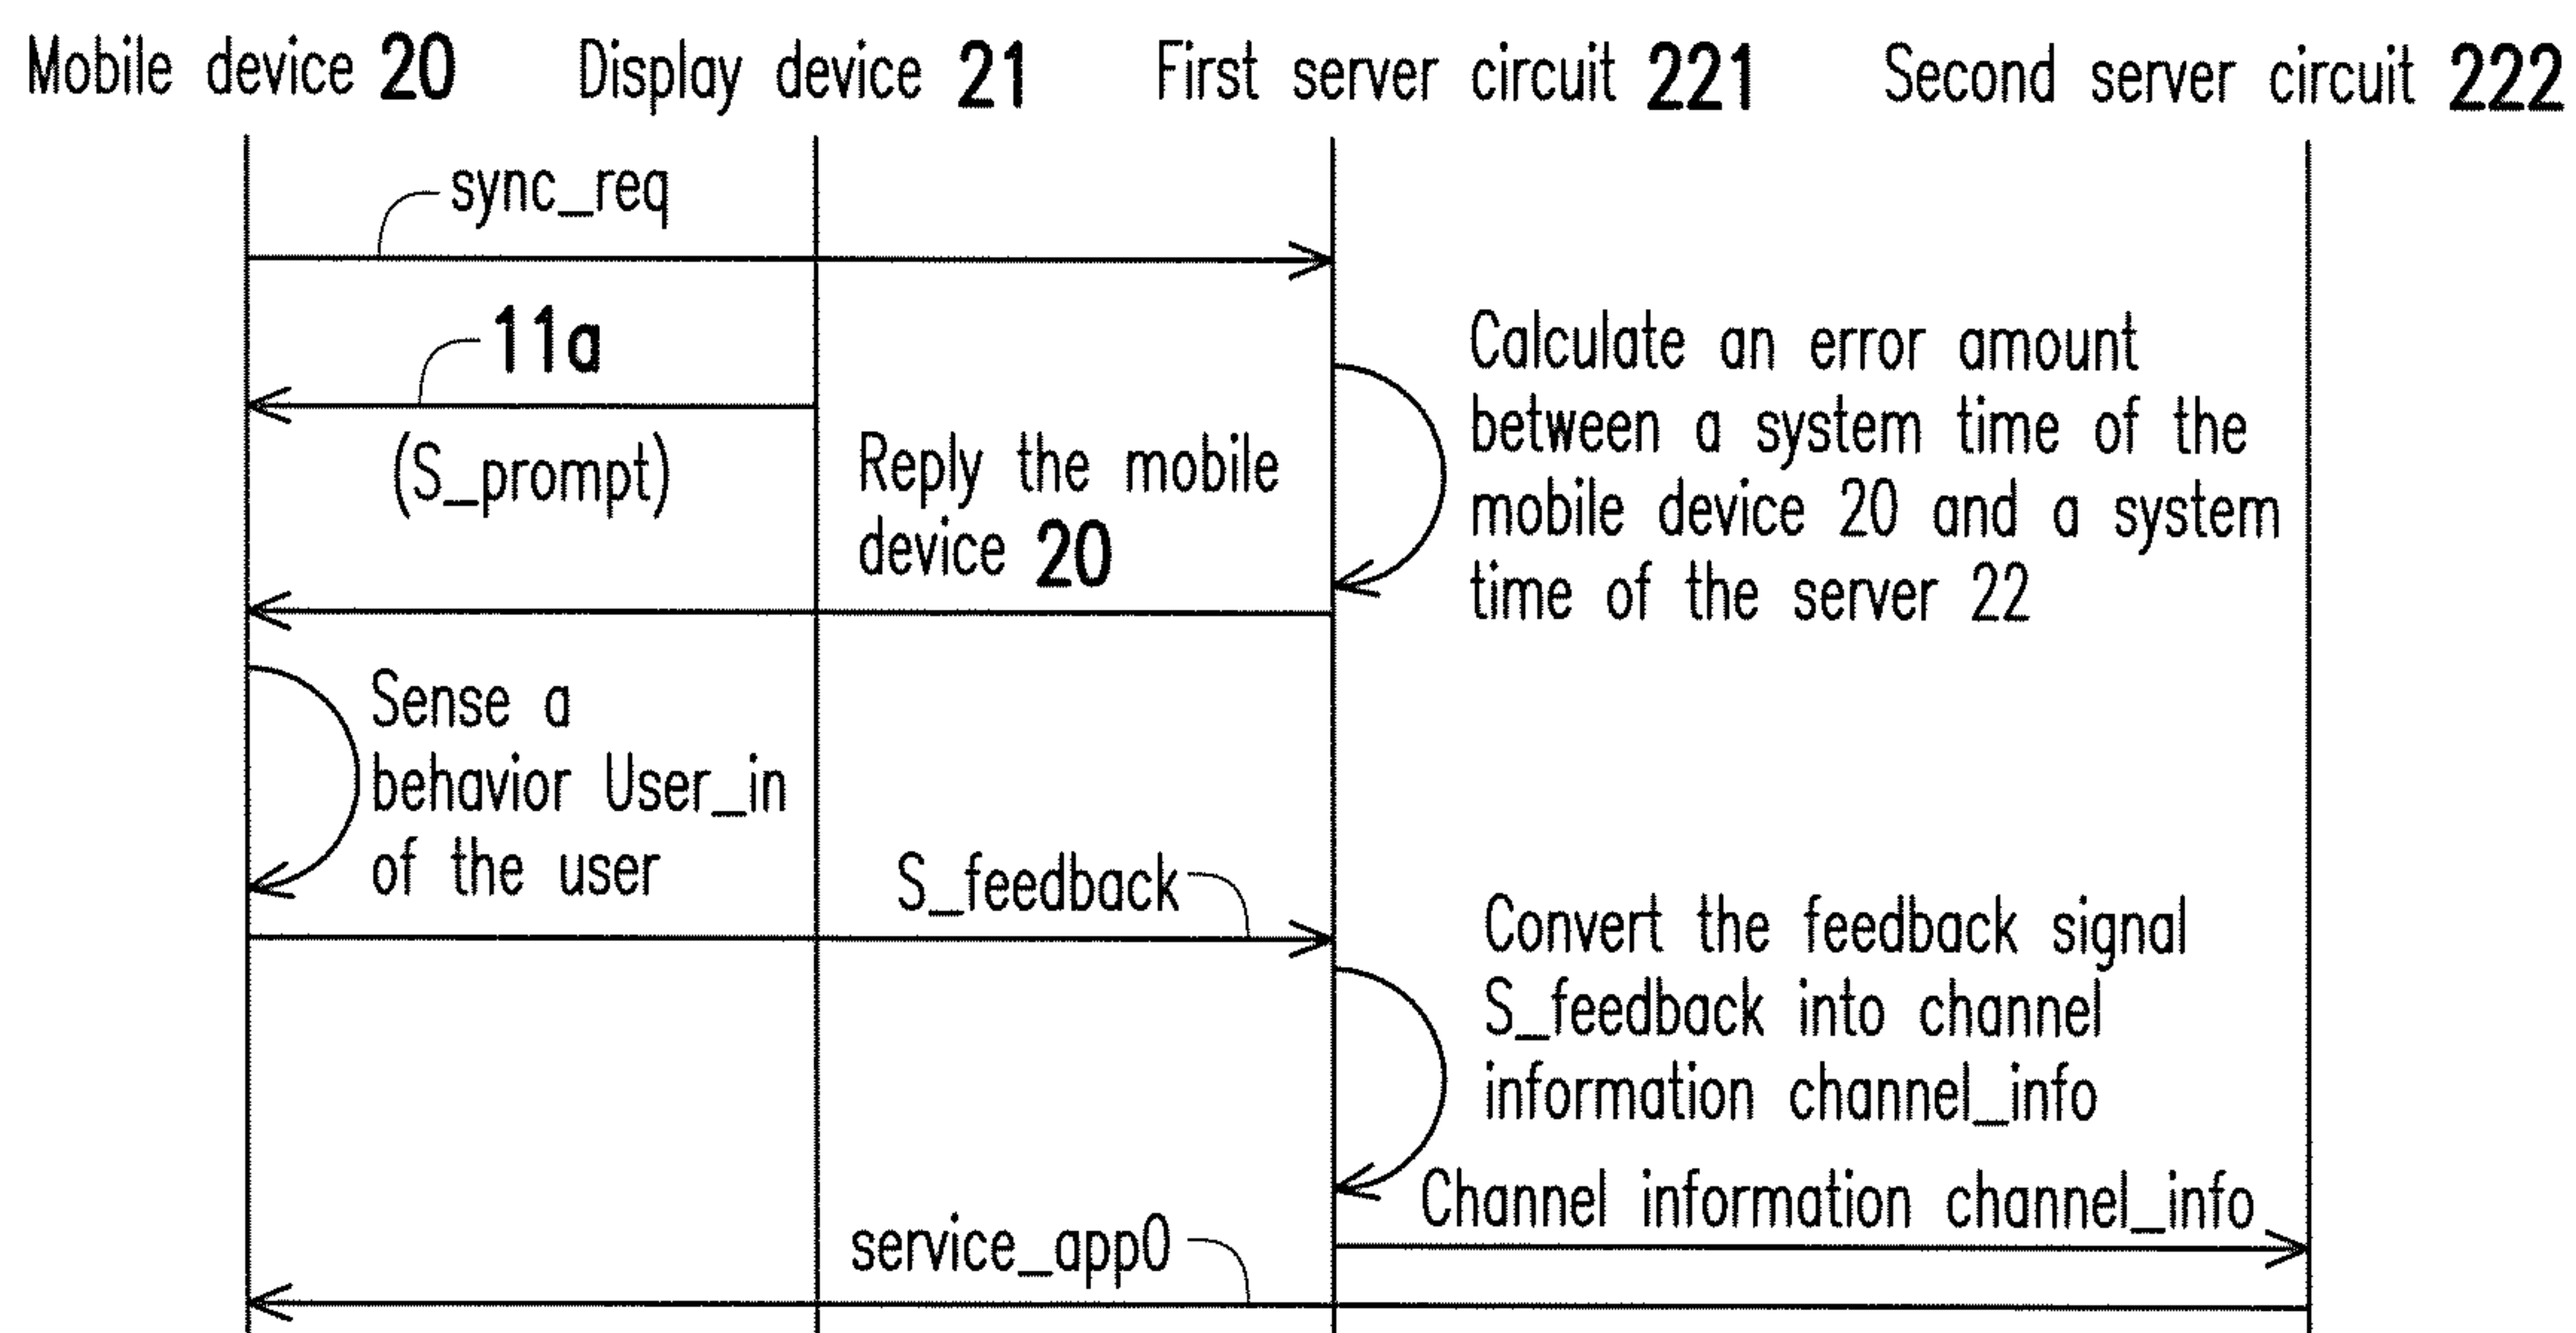 Mobile device 20
Display device 21
First server circuit 221
Second server circuit 222
sync_req
11a
(S_prompt)
Calculate an error amount
between a system time of the
mobile device 20 and a system
time of the server 22
Reply the mobile
device 20
Sense a
behavior User_in
of the user
S_feedback
Convert the feedback signal
S_feedback into channel
information channel_info
Channel information channel_info
service_app0